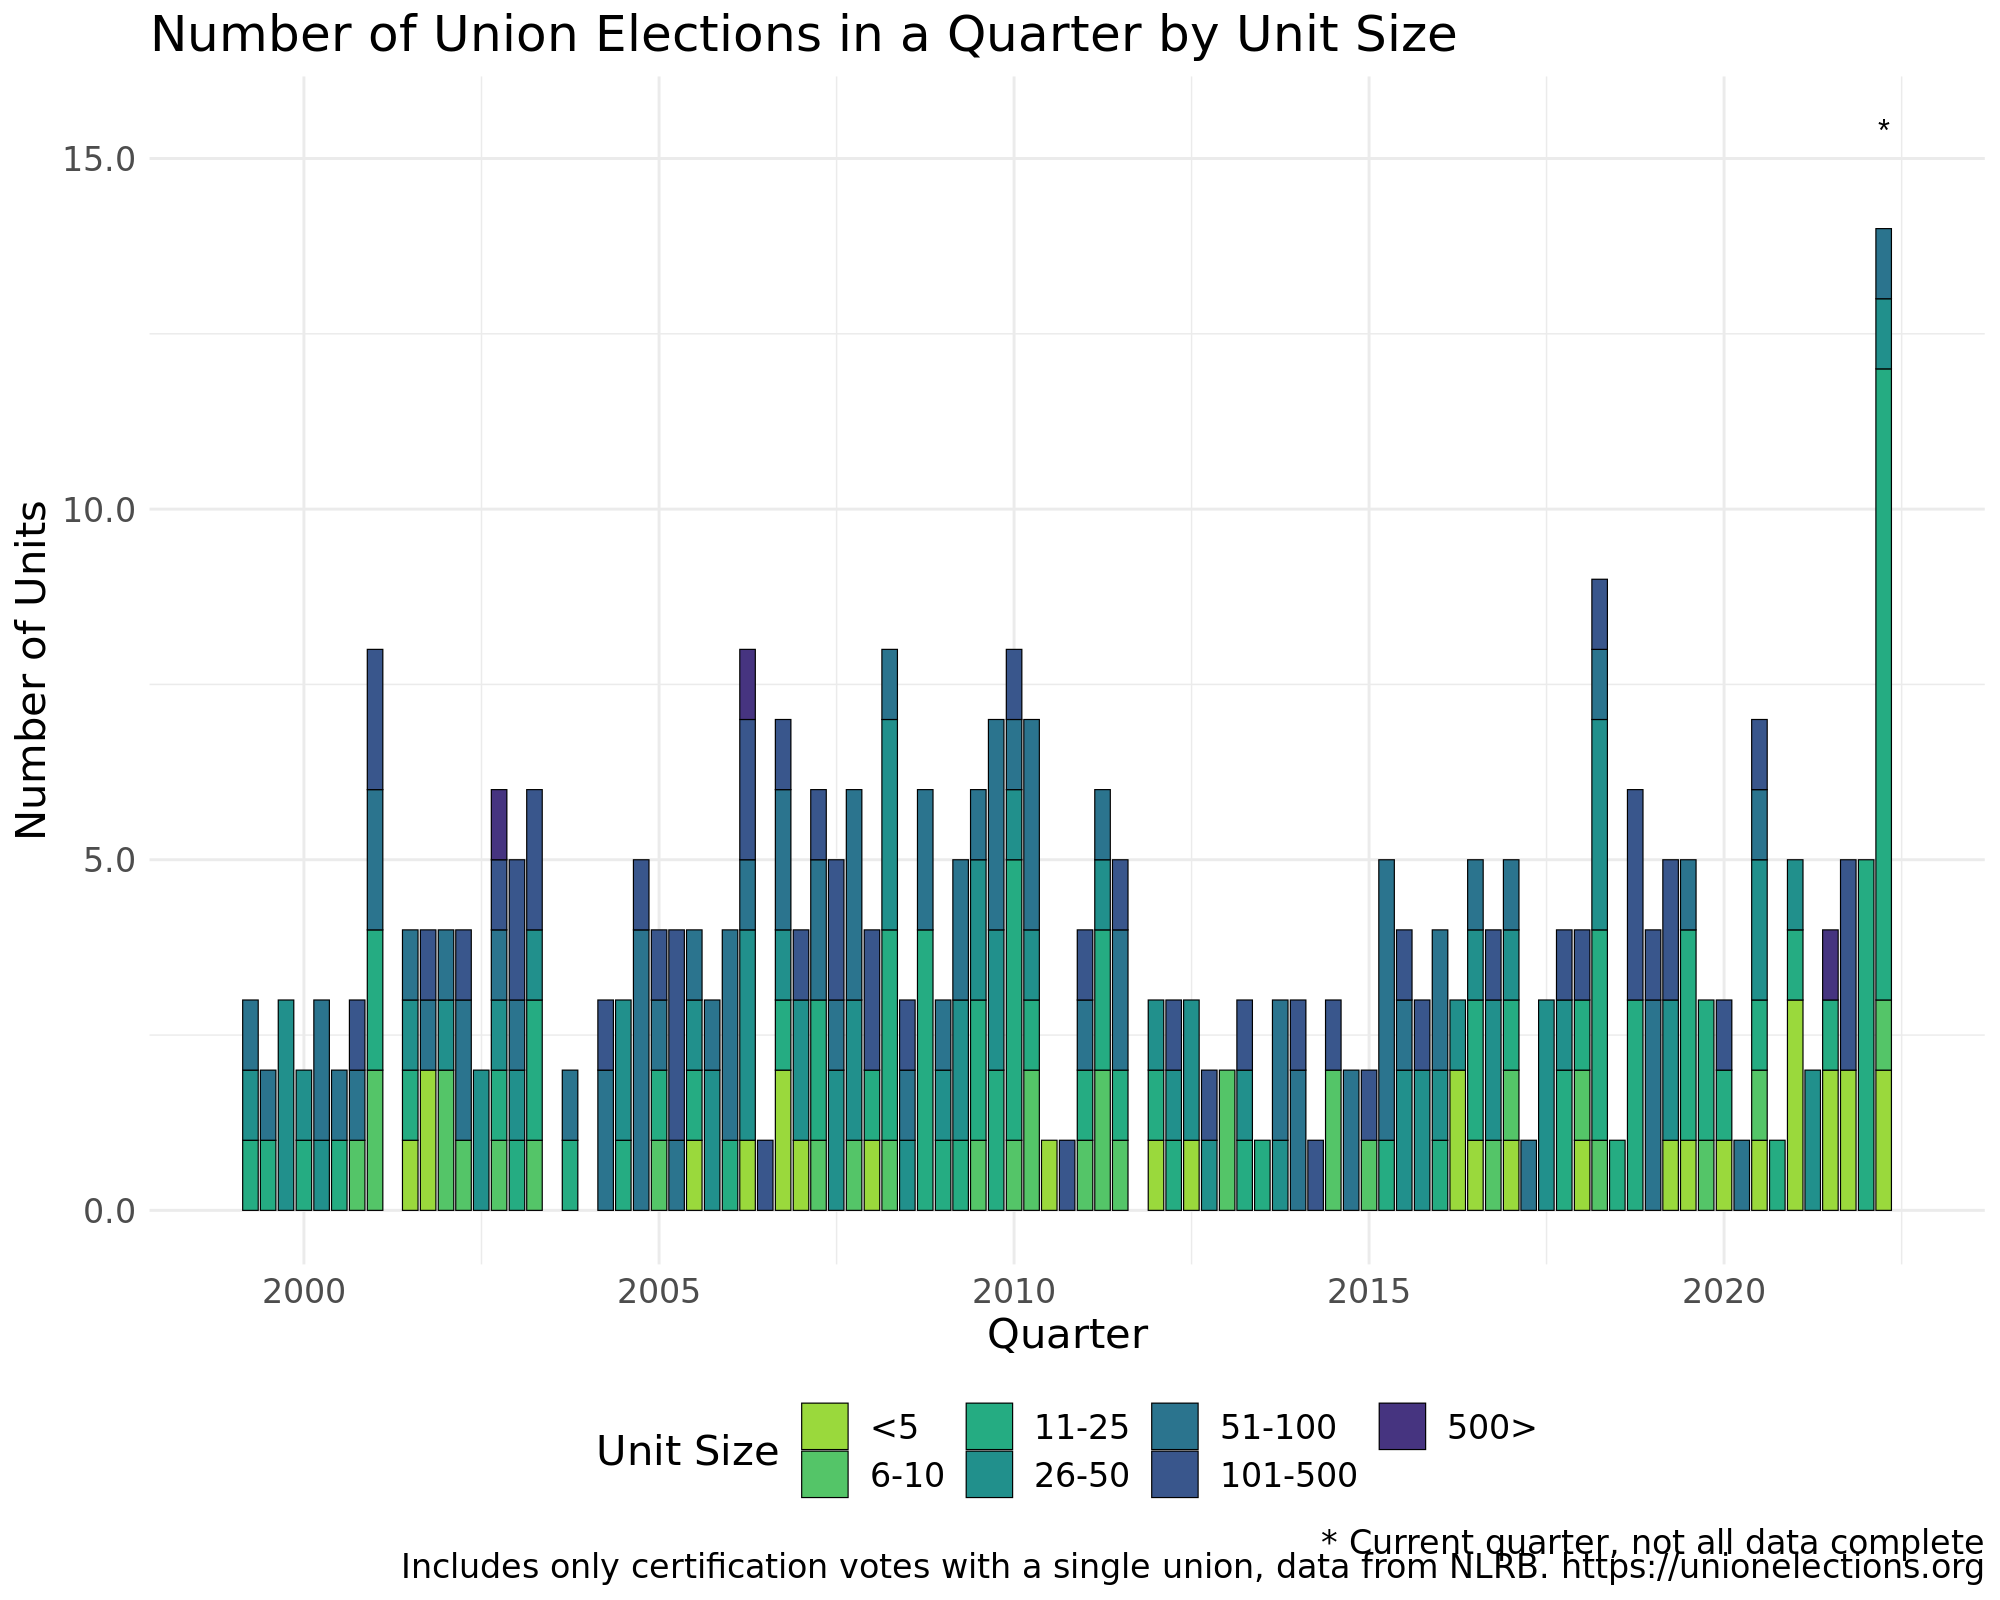 Number of Union Elections in a Quarter by Unit Size
*
15.0
10.0
5.0
0.0
Number of Units
2000 2005 2010 2015 2020
Quarter
Unit Size
<5 11-25 51-100 500>
6-10 26-50 101-500
* Current quarter, not all data complete
Includes only certification votes with a single union, data from NLRB. https://unionelections.org